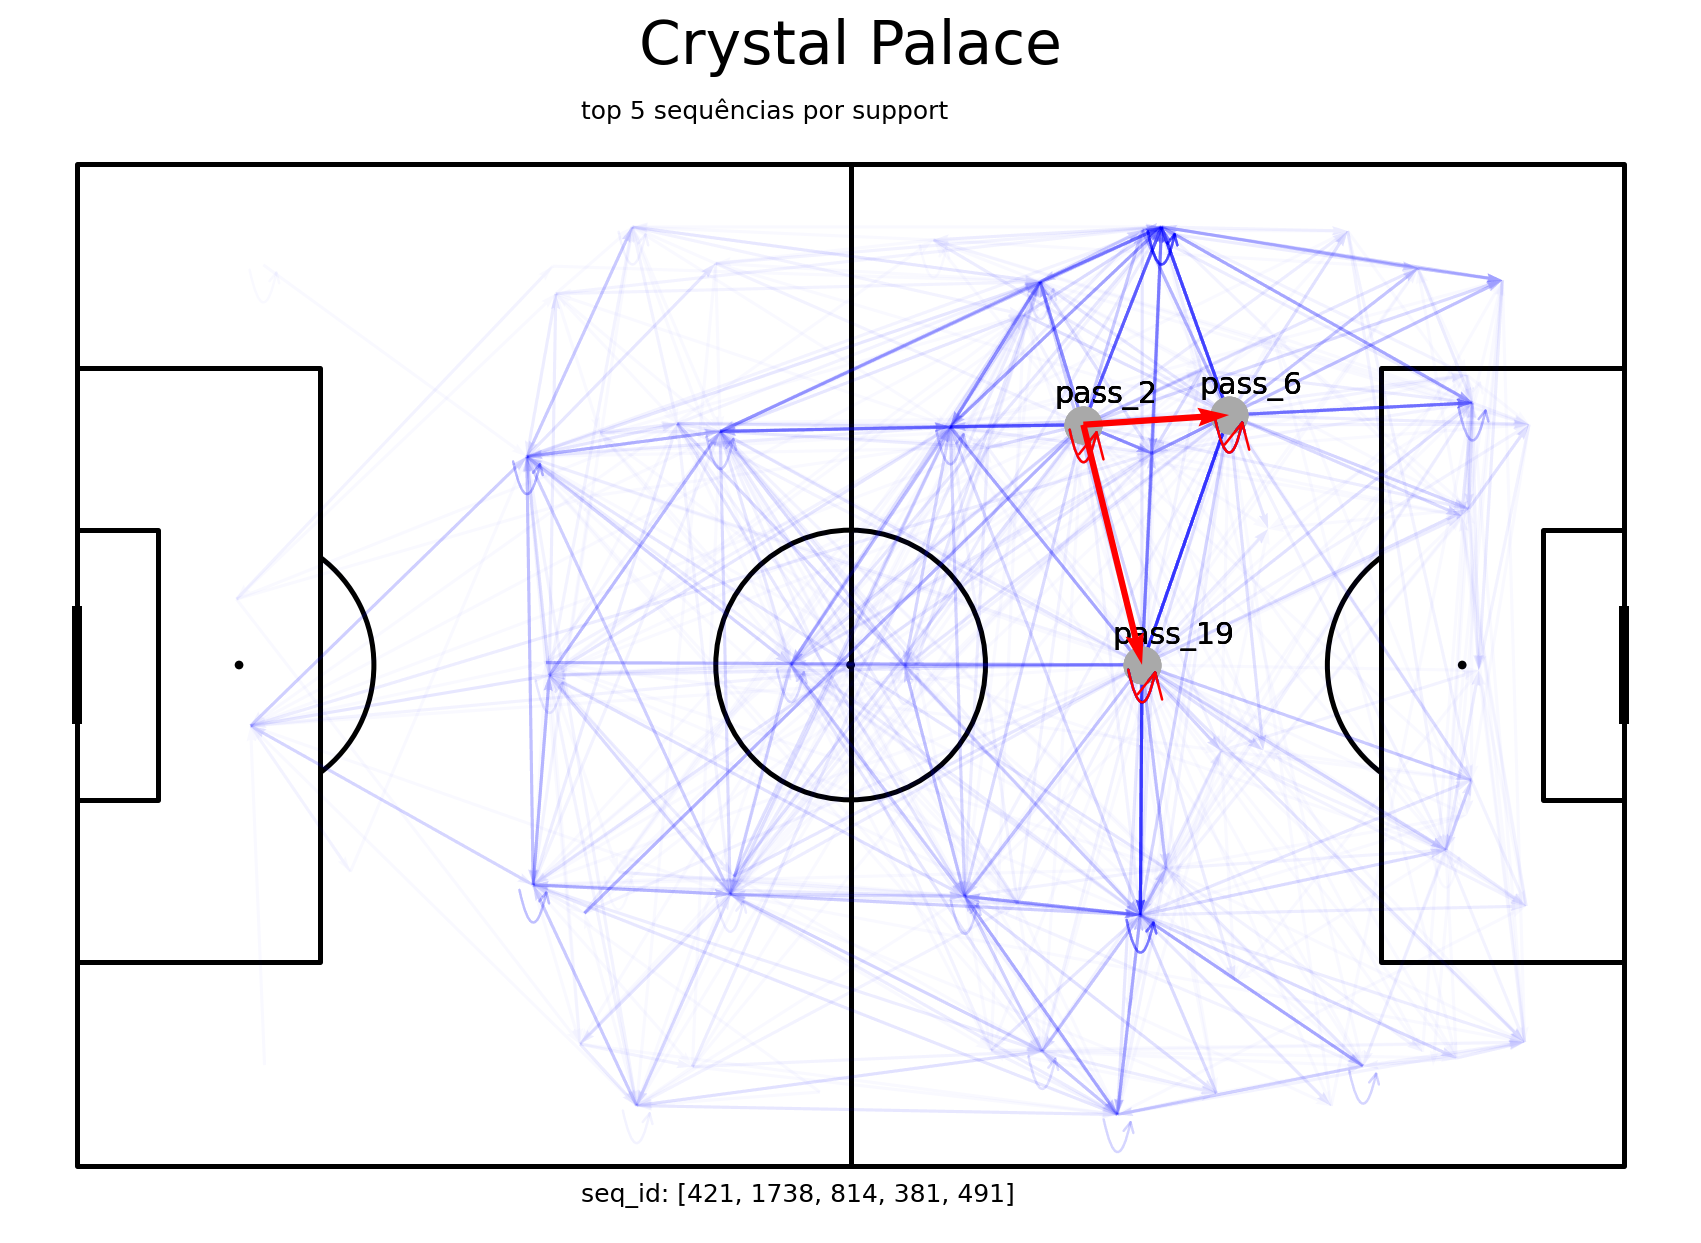 Crystal Palace
top 5 sequências por support
pass_2
pass_6
pass_19
seq_id: [421, 1738, 814, 381, 491]